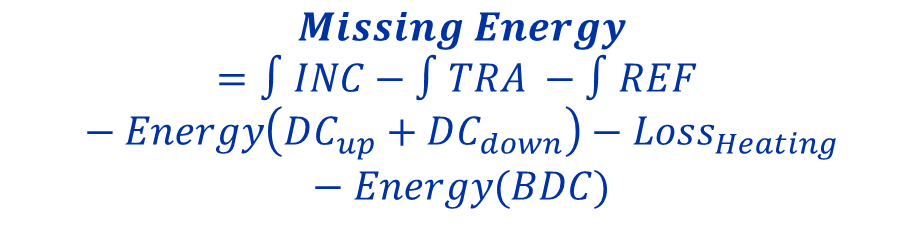 Missing Energy
= ∫ INC − ∫ TRA − ∫ REF
− Energy(DC_up + DC_down) − Loss_Heating
− Energy(BDC)